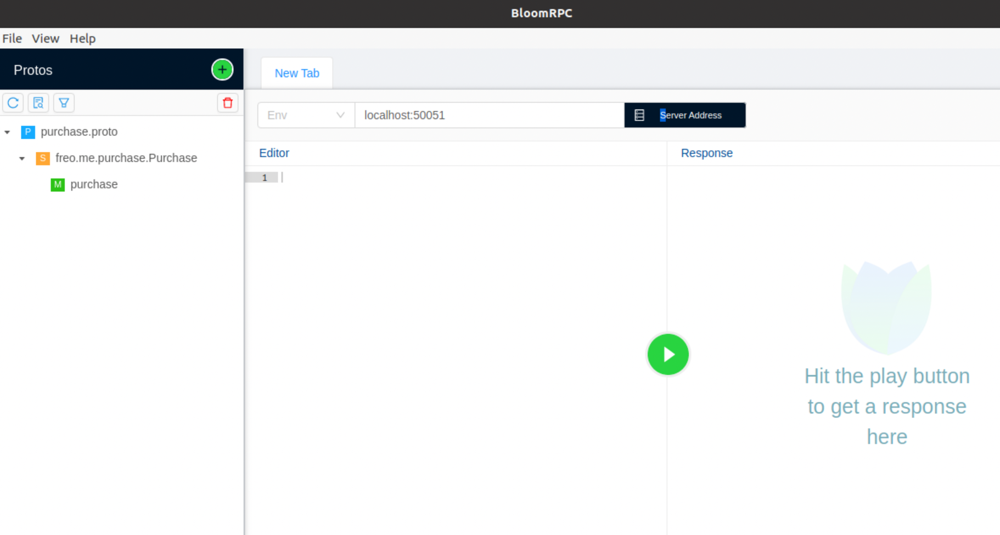 BloomRPC
File View Help
Protos
New Tab
Env localhost:50051 Server Address
P purchase.proto
S freo.me.purchase.Purchase
M purchase
Editor
Response
1
Hit the play button
to get a response
here